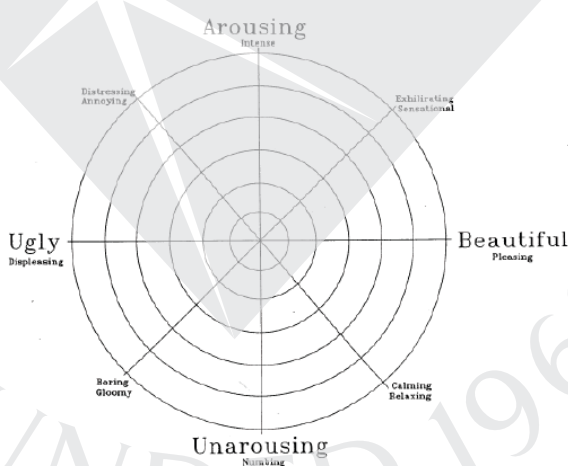 Arousing
Intense
Distressing
Annoying
Exhilirating
Sensational
Ugly
Displeasing
Beautiful
Pleasing
Boring
Gloomy
Calming
Relaxing
Unarousing
Numbing